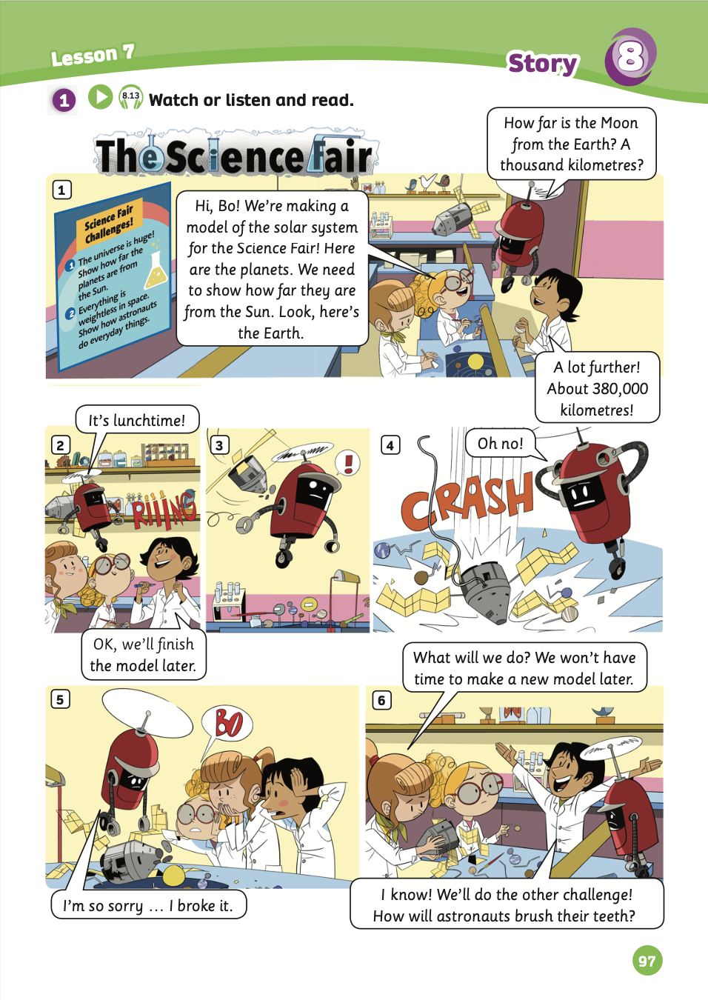 Lesson 7
Story 8
1 8.13 Watch or listen and read.
The Science Fair
How far is the Moon
from the Earth? A
thousand kilometres?
1
Science Fair
Challenges!
1 The universe is huge!
Show how far the
planets are from
the Sun.
2 Everything is
weightless in space.
Show how astronauts
do everyday things.
Hi, Bo! We're making a
model of the solar system
for the Science Fair! Here
are the planets. We need
to show how far they are
from the Sun. Look, here's
the Earth.
A lot further!
About 380,000
kilometres!
2
It's lunchtime!
RIIING
OK, we'll finish
the model later.
3
!
4
Oh no!
CRASH
5
BO
I'm so sorry … I broke it.
6
What will we do? We won't have
time to make a new model later.
I know! We'll do the other challenge!
How will astronauts brush their teeth?
97